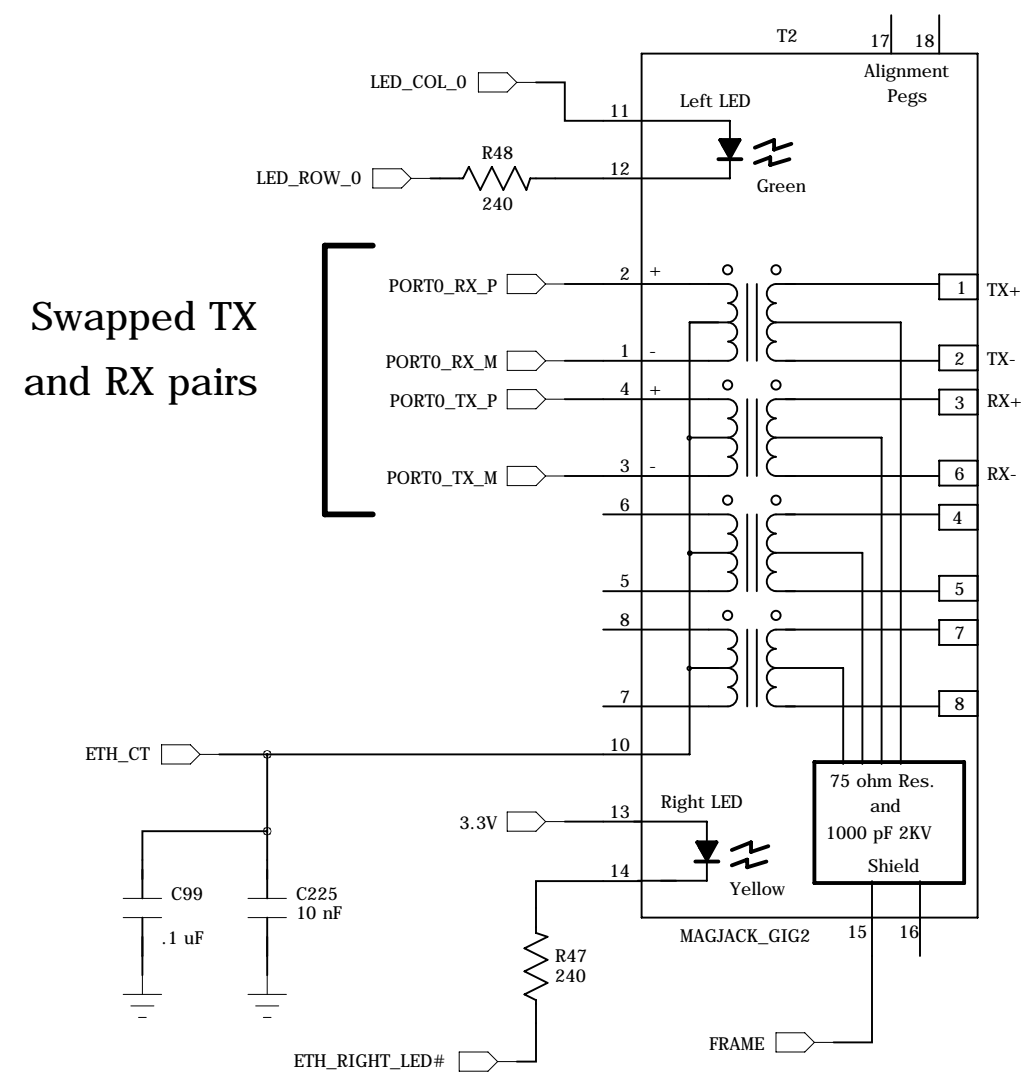 T2
17
18
Alignment
Pegs
LED_COL_0
11
Left LED
R48
LED_ROW_0
12
240
Green
Swapped TX
and RX pairs
PORT0_RX_P
2
+
1
TX+
PORT0_RX_M
1
-
2
TX-
PORT0_TX_P
4
+
3
RX+
PORT0_TX_M
3
-
6
RX-
6
4
5
5
8
7
7
8
ETH_CT
10
75 ohm Res.
and
1000 pF 2KV
Shield
3.3V
13
Right LED
14
Yellow
C99
.1 uF
C225
10 nF
MAGJACK_GIG2
15
16
R47
240
FRAME
ETH_RIGHT_LED#